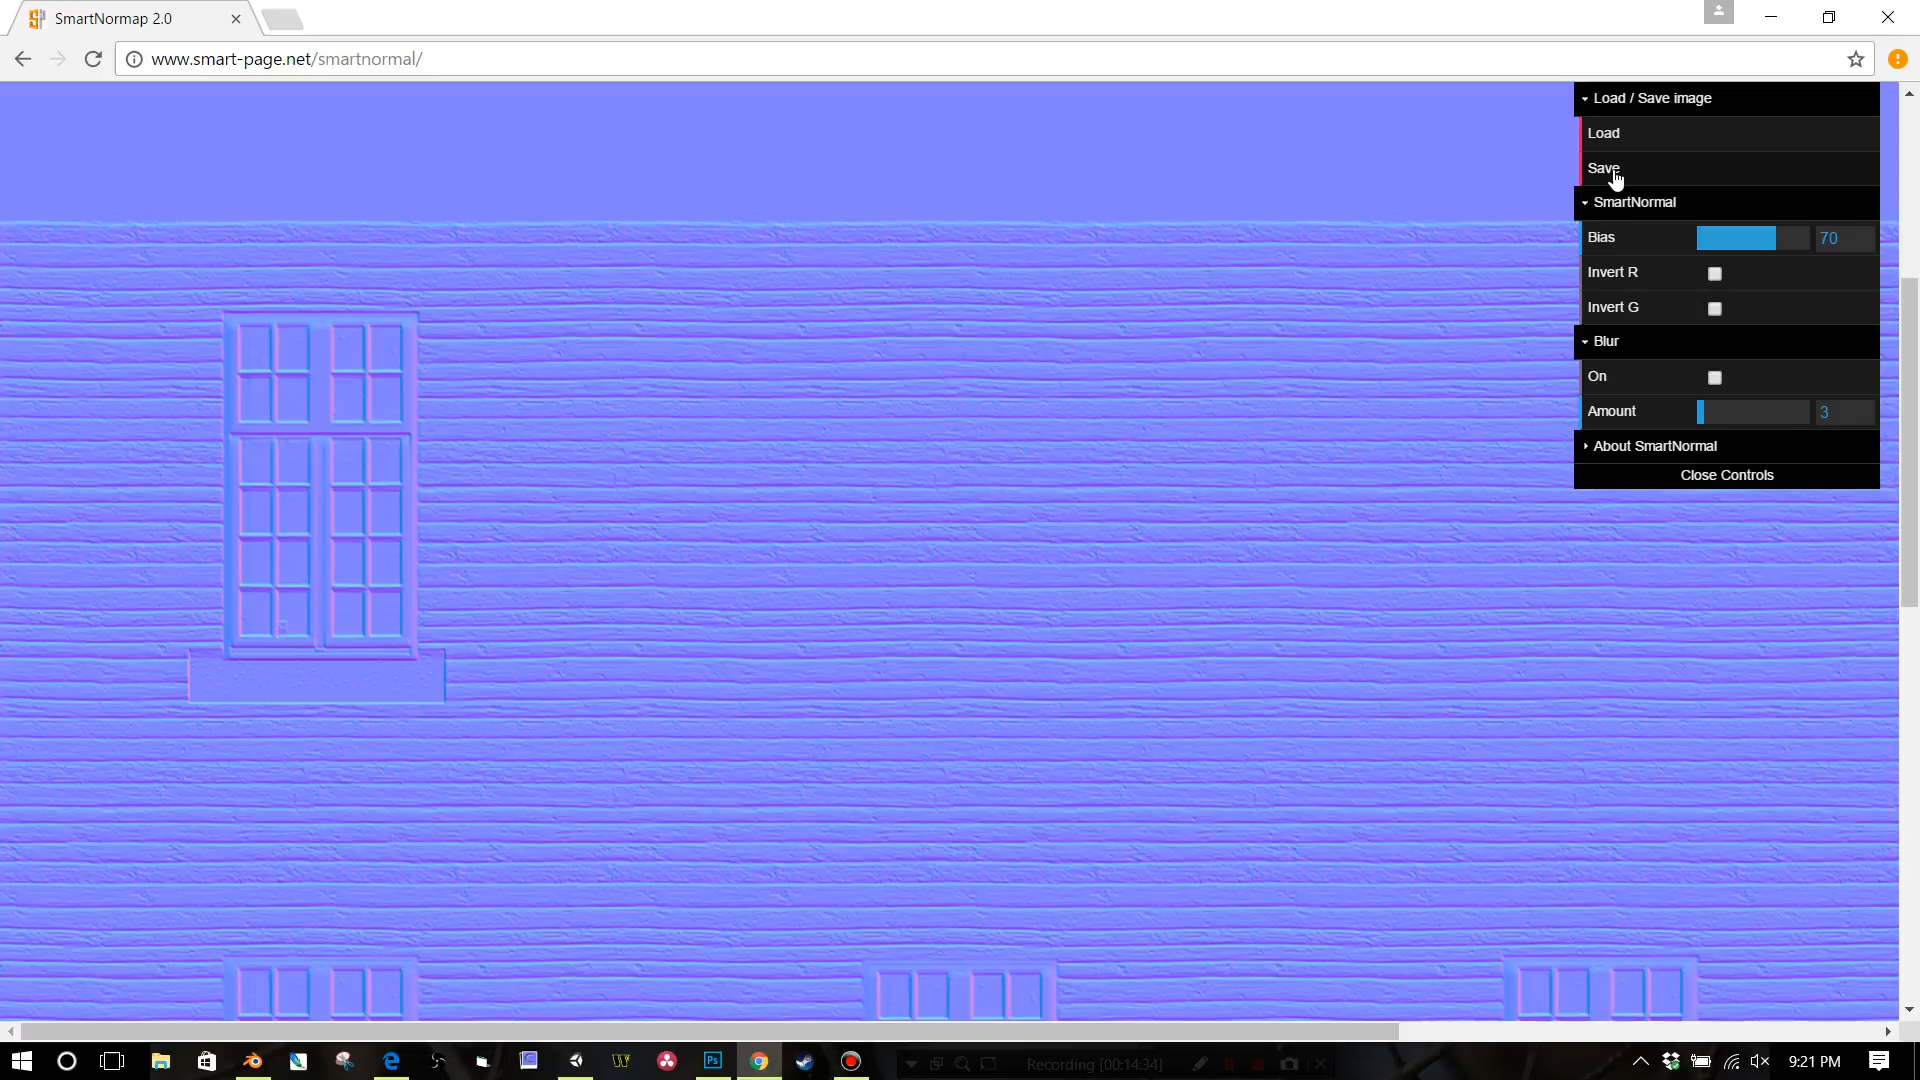 SmartNormap 2.0
www.smart-page.net/smartnormal/
Load / Save image
Load
Save
SmartNormal
Bias 70
Invert R
Invert G
Blur
On
Amount 3
About SmartNormal
Close Controls
Ps
Recording [00:14:34]
9:21 PM